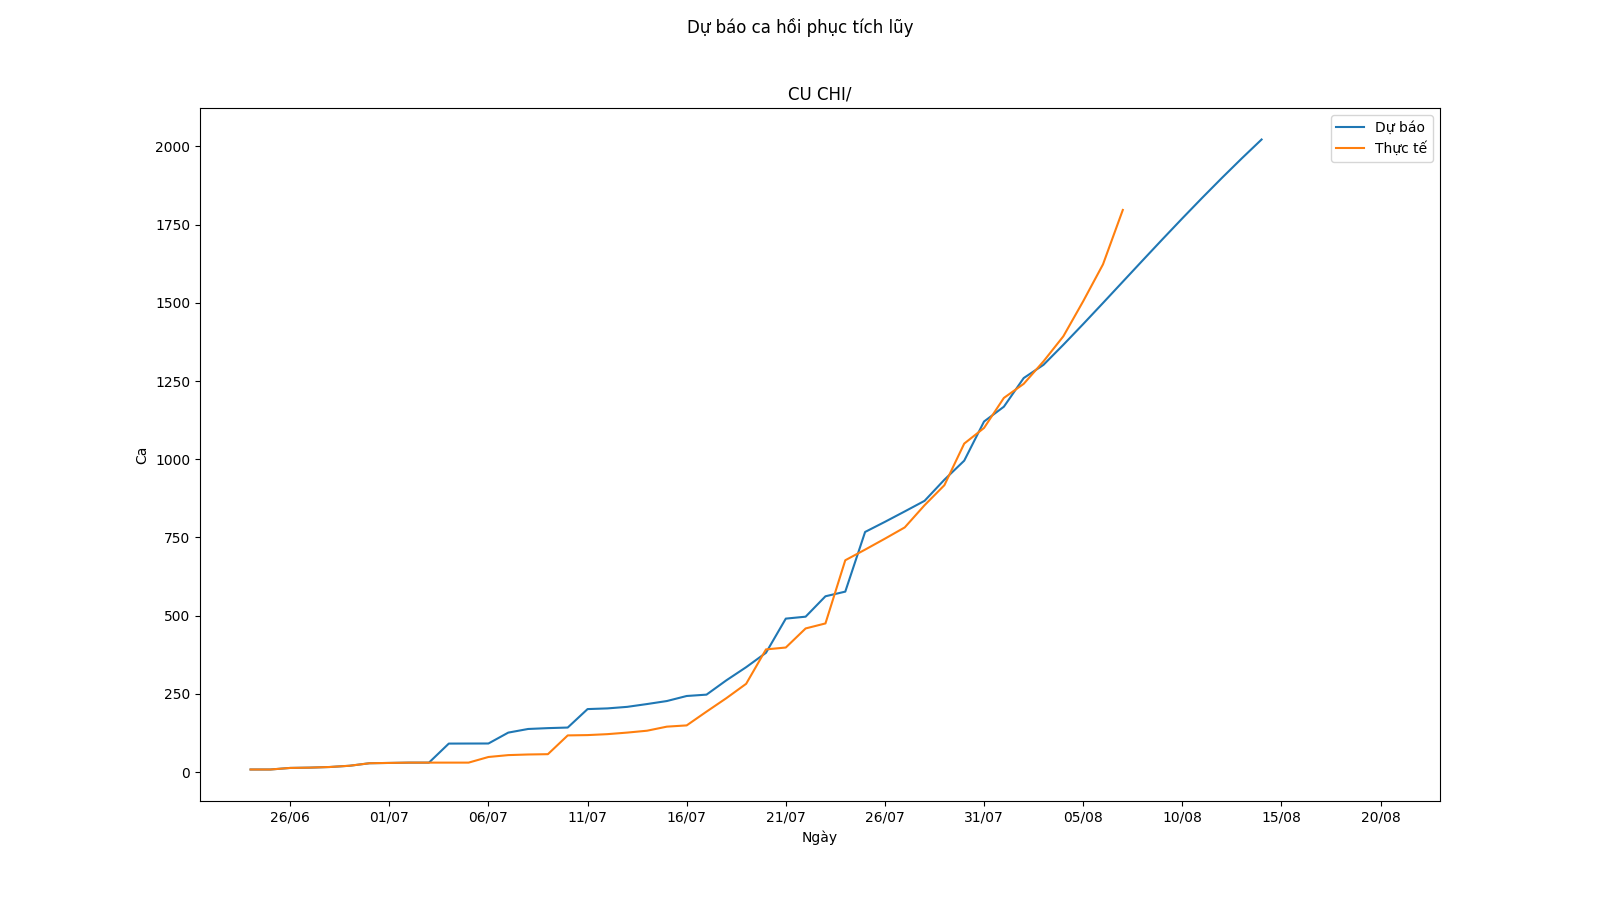 Dự báo ca hồi phục tích lũy
CU CHI/
Dự báo
Thực tế
2000
1750
1500
1250
1000
750
500
250
0
Ca
26/06 01/07 06/07 11/07 16/07 21/07 26/07 31/07 05/08 10/08 15/08 20/08
Ngày